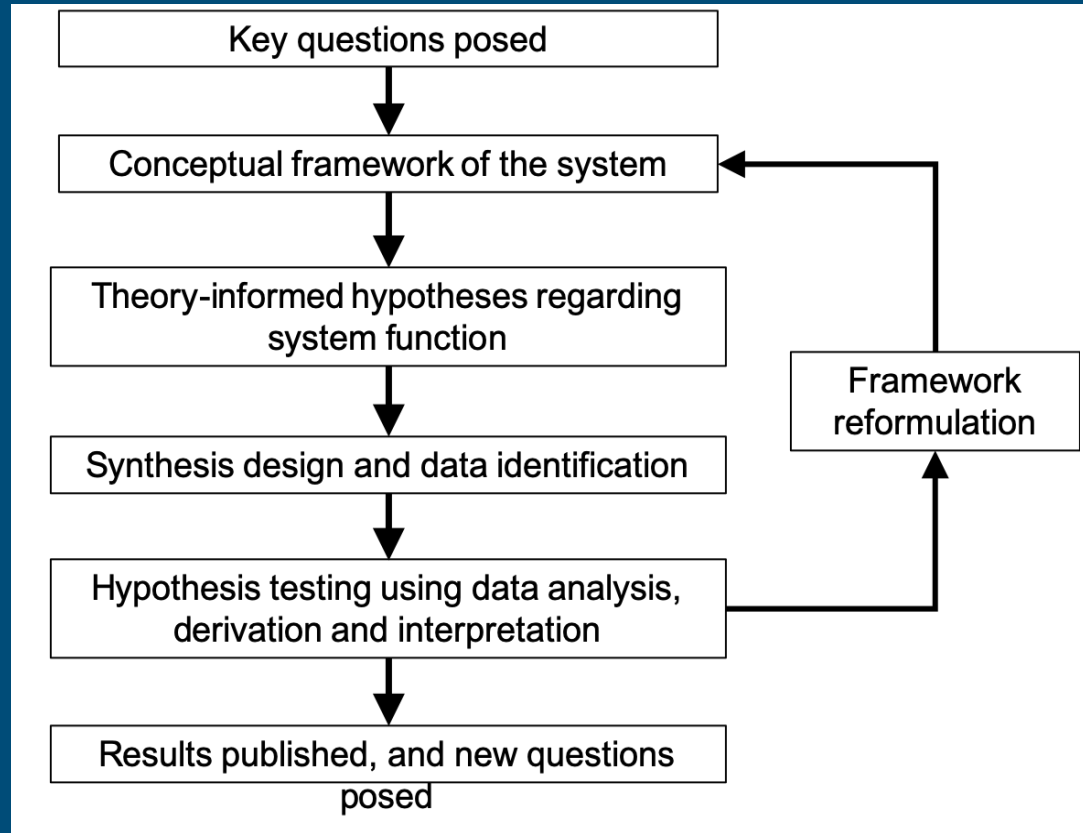 Key questions posed
Conceptual framework of the system
Theory-informed hypotheses regarding
system function
Framework
reformulation
Synthesis design and data identification
Hypothesis testing using data analysis,
derivation and interpretation
Results published, and new questions
posed